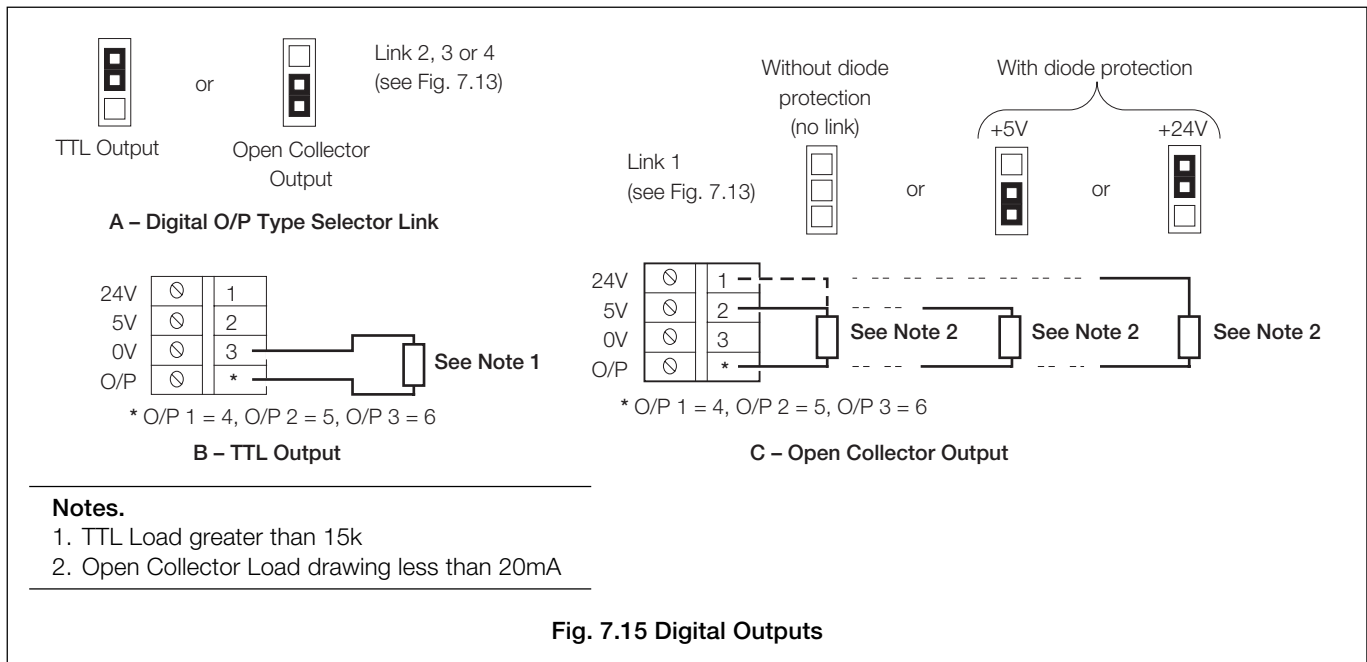 TTL Output
or
Open Collector
Output
Link 2, 3 or 4
(see Fig. 7.13)
A – Digital O/P Type Selector Link
24V 1
5V 2
0V 3
O/P *
See Note 1
* O/P 1 = 4, O/P 2 = 5, O/P 3 = 6
B – TTL Output
Without diode
protection
(no link)
With diode protection
+5V
+24V
Link 1
(see Fig. 7.13)
or
or
24V 1
5V 2
0V 3
O/P *
See Note 2
See Note 2
See Note 2
* O/P 1 = 4, O/P 2 = 5, O/P 3 = 6
C – Open Collector Output
Notes.
1. TTL Load greater than 15k
2. Open Collector Load drawing less than 20mA
Fig. 7.15 Digital Outputs